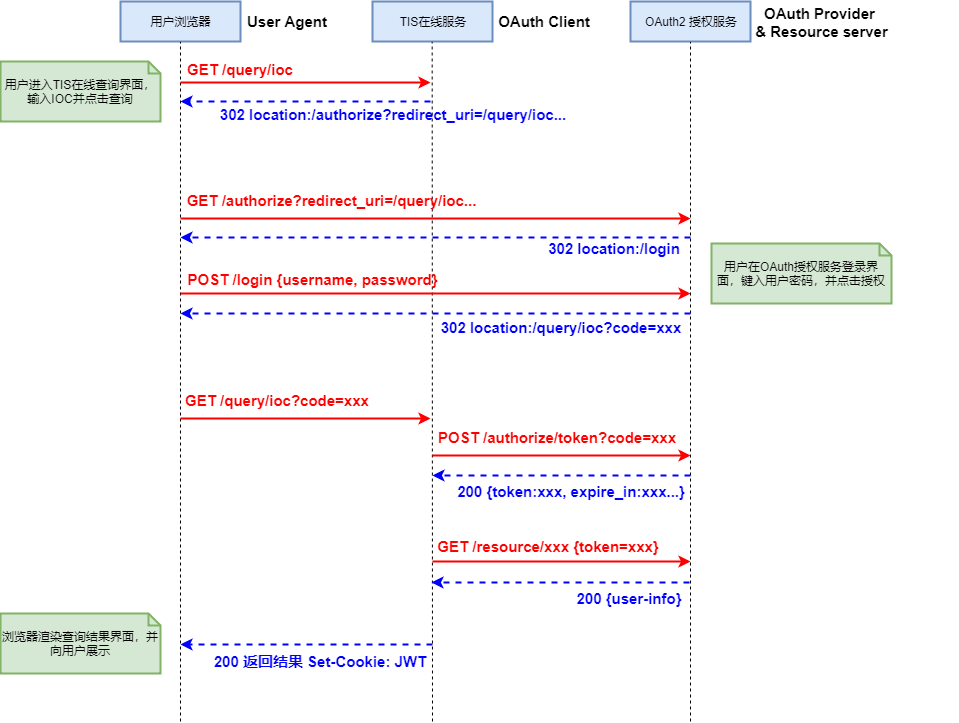 用户浏览器
User Agent
TIS在线服务
OAuth Client
OAuth2 授权服务
OAuth Provider
& Resource server
用户进入TIS在线查询界面，
输入IOC并点击查询
GET /query/ioc
302 location:/authorize?redirect_uri=/query/ioc...
GET /authorize?redirect_uri=/query/ioc...
302 location:/login
用户在OAuth授权服务登录界
面，键入用户密码，并点击授权
POST /login {username, password}
302 location:/query/ioc?code=xxx
GET /query/ioc?code=xxx
POST /authorize/token?code=xxx
200 {token:xxx, expire_in:xxx...}
GET /resource/xxx {token=xxx}
200 {user-info}
浏览器渲染查询结果界面，并
向用户展示
200 返回结果 Set-Cookie: JWT